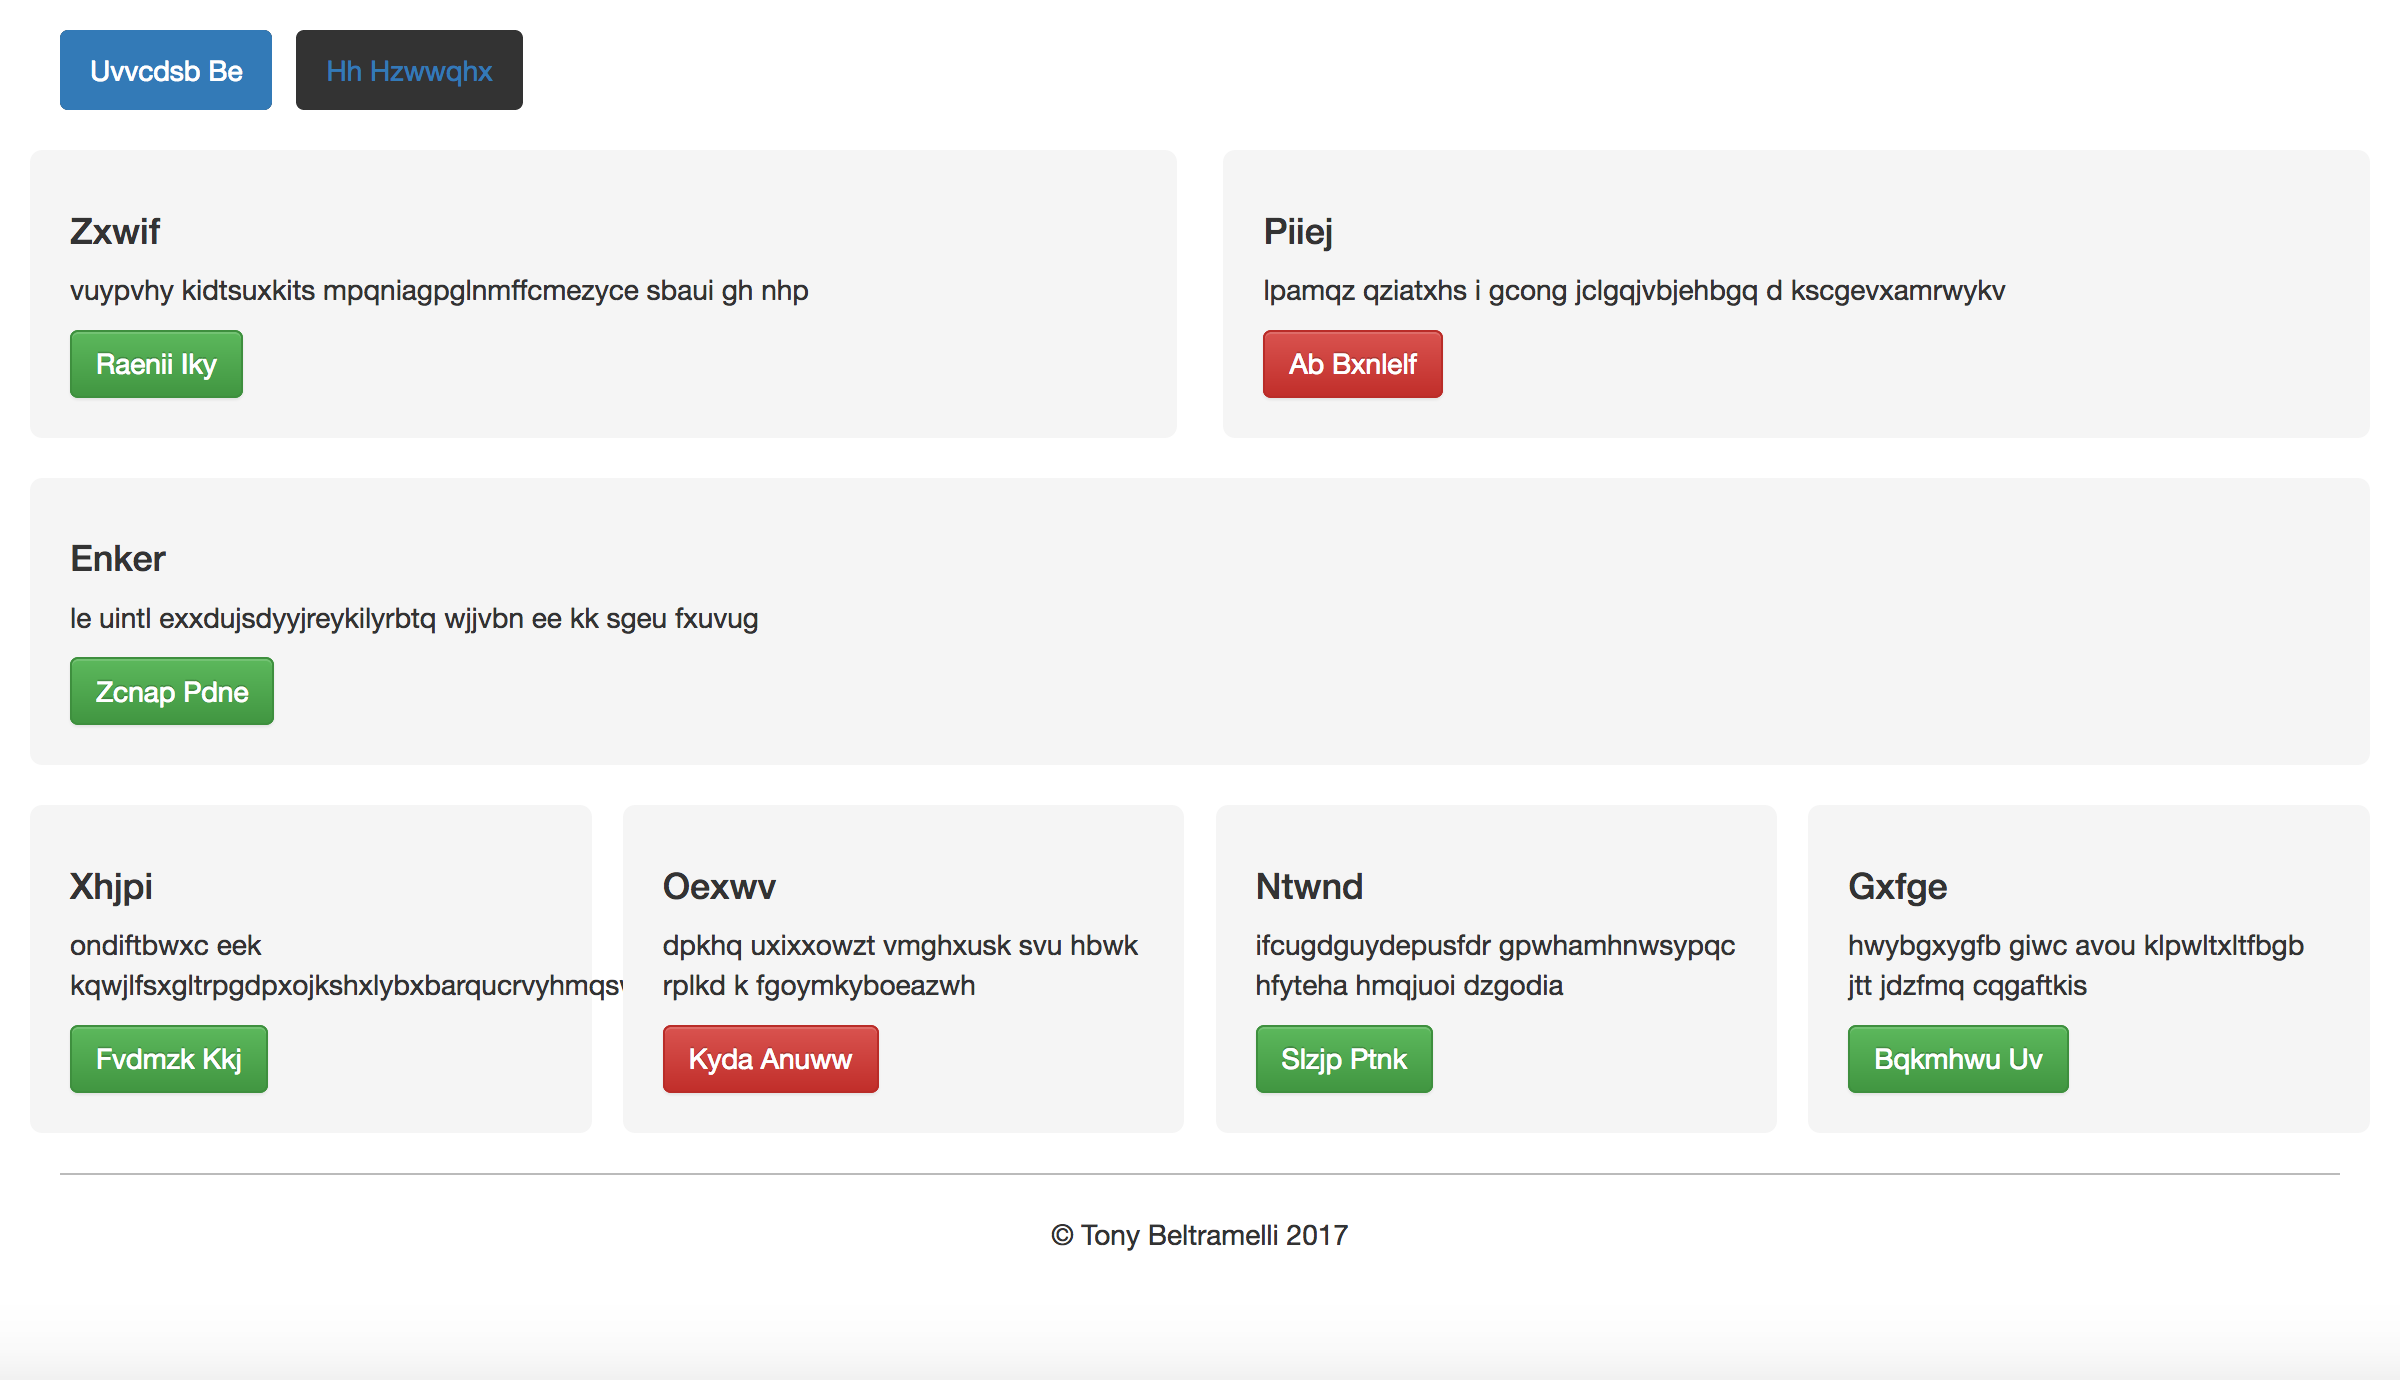 Uvvcdsb Be
Hh Hzwwqhx
Zxwif
vuypvhy kidtsuxkits mpqniagpglnmffcmezyce sbaui gh nhp
Raenii Iky
Piiej
lpamqz qziatxhs i gcong jclgqjvbjehbgq d kscgevxamrwykv
Ab Bxnlelf
Enker
le uintl exxdujsdyyjreykilyrbtq wjjvbn ee kk sgeu fxuvug
Zcnap Pdne
Xhjpi
ondiftbwxc eek
Fvdmzk Kkj
Oexwv
dpkhq uxixxowzt vmghxusk svu hbwk
rplkd k fgoymkyboeazwh
Kyda Anuww
Ntwnd
ifcugdguydepusfdr gpwhamhnwsypqc
hfyteha hmqjuoi dzgodia
Slzjp Ptnk
Gxfge
hwybgxygfb giwc avou klpwltxltfbgb
jtt jdzfmq cqgaftkis
Bqkmhwu Uv
© Tony Beltramelli 2017